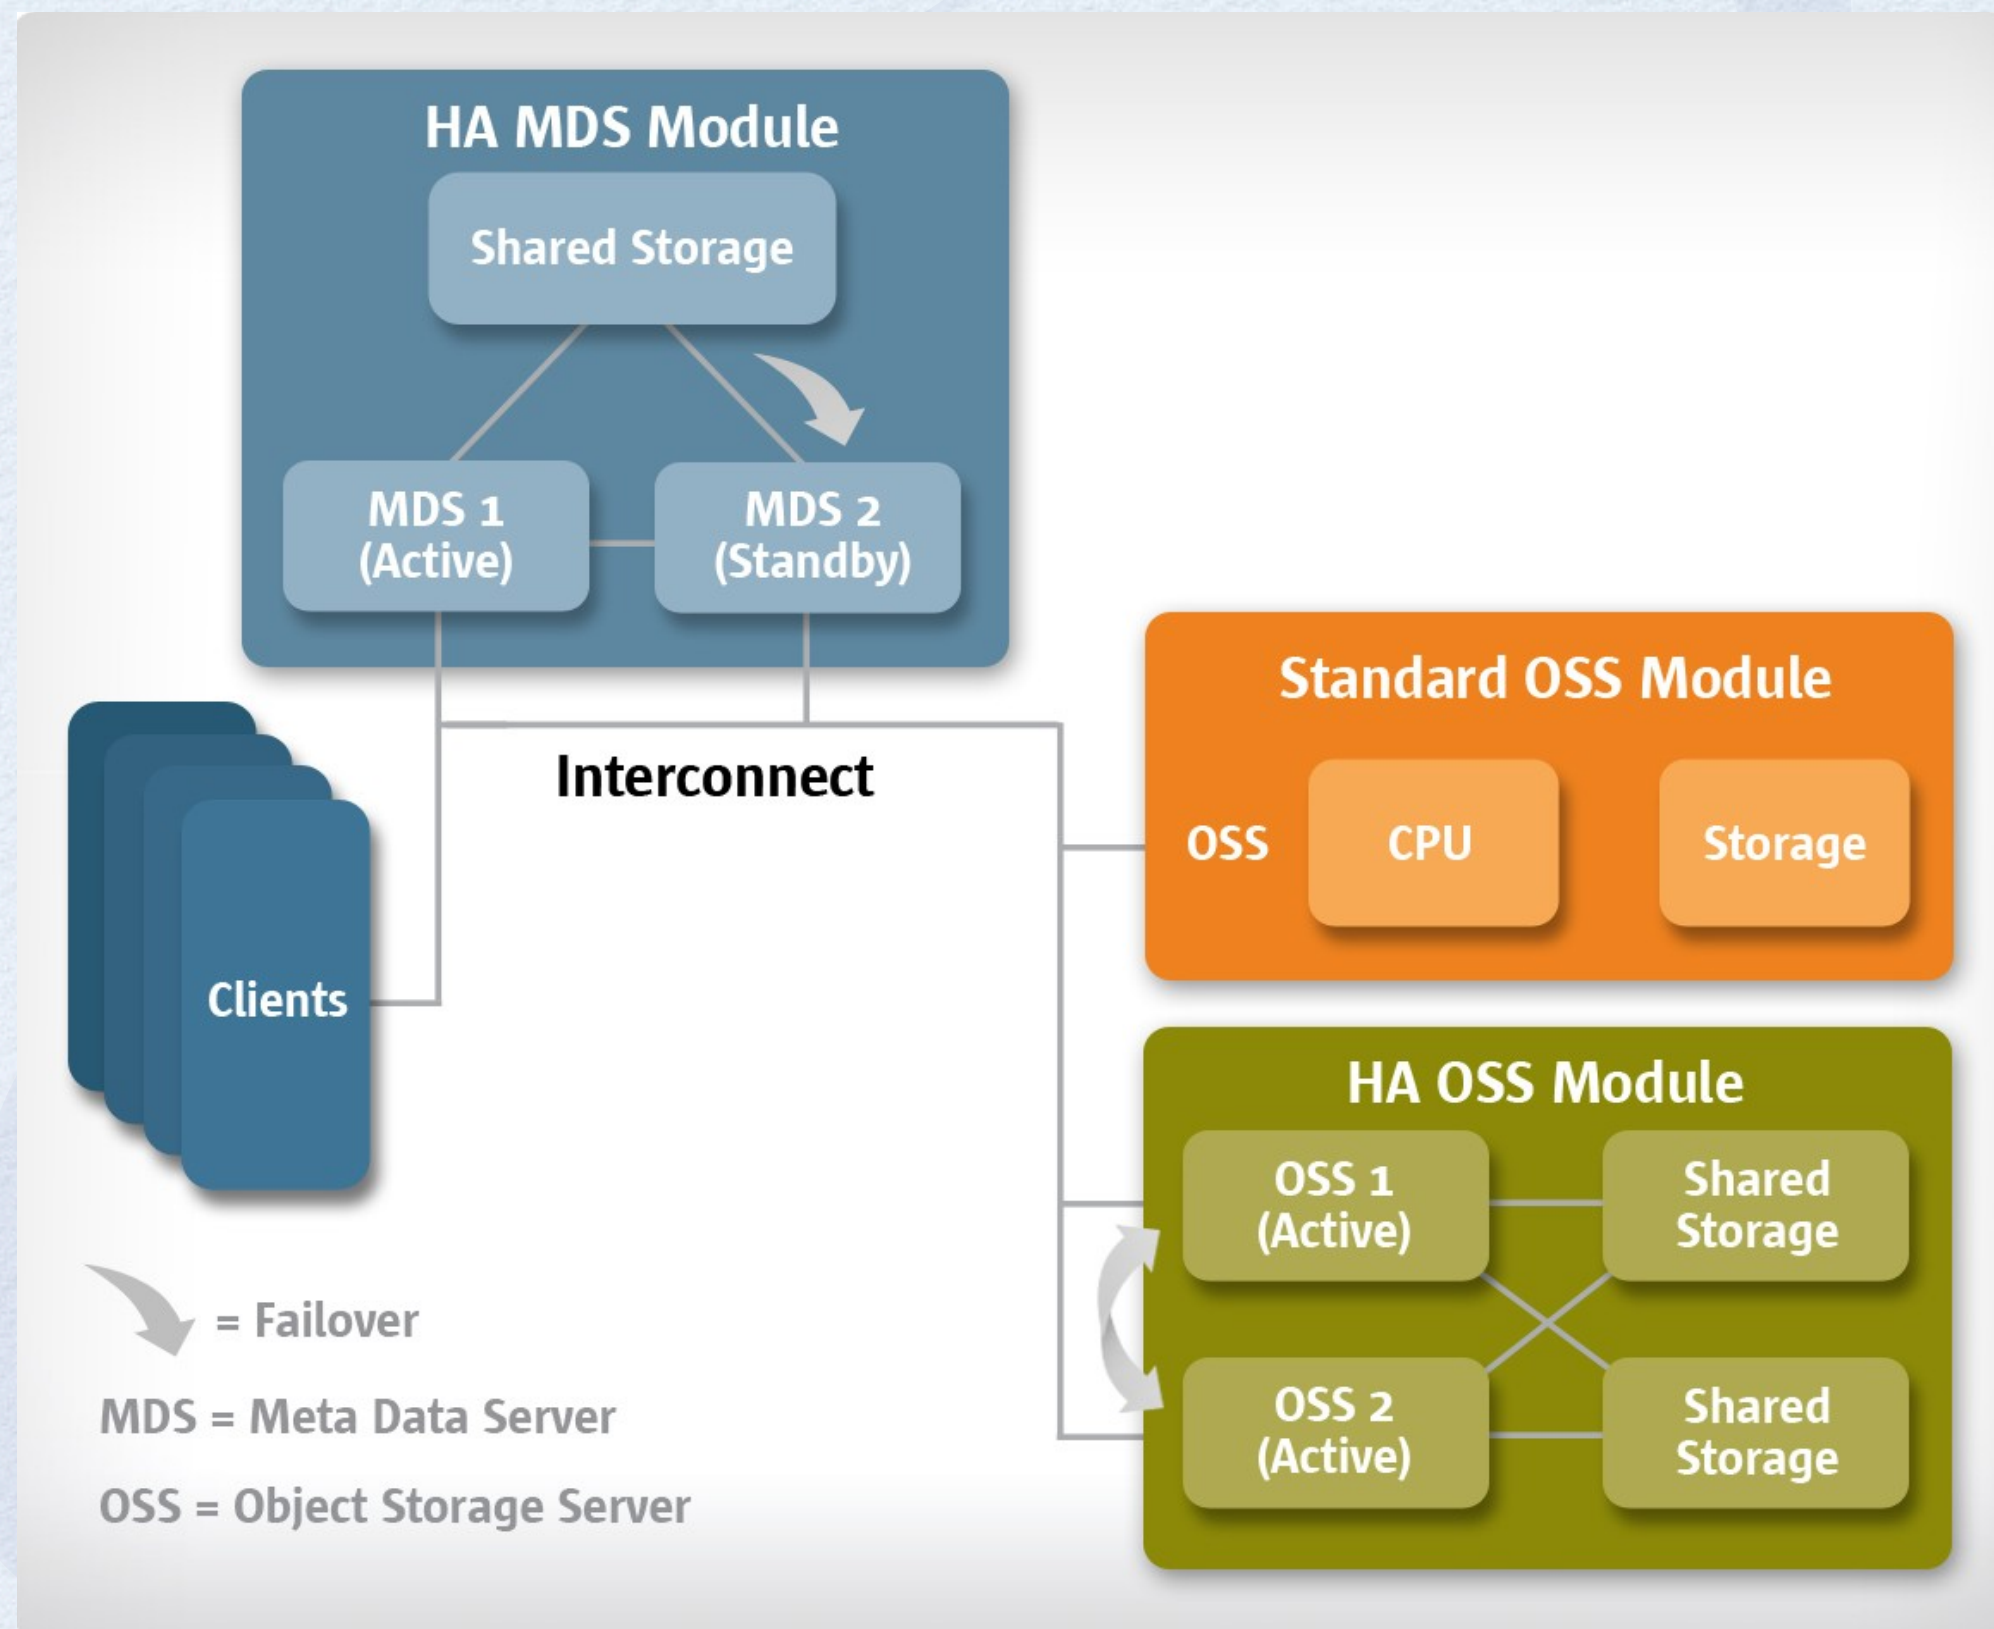 HA MDS Module
Shared Storage
MDS 1
(Active)
MDS 2
(Standby)
Interconnect
Clients
Standard OSS Module
OSS
CPU
Storage
HA OSS Module
OSS 1
(Active)
Shared
Storage
OSS 2
(Active)
Shared
Storage
= Failover
MDS = Meta Data Server
OSS = Object Storage Server